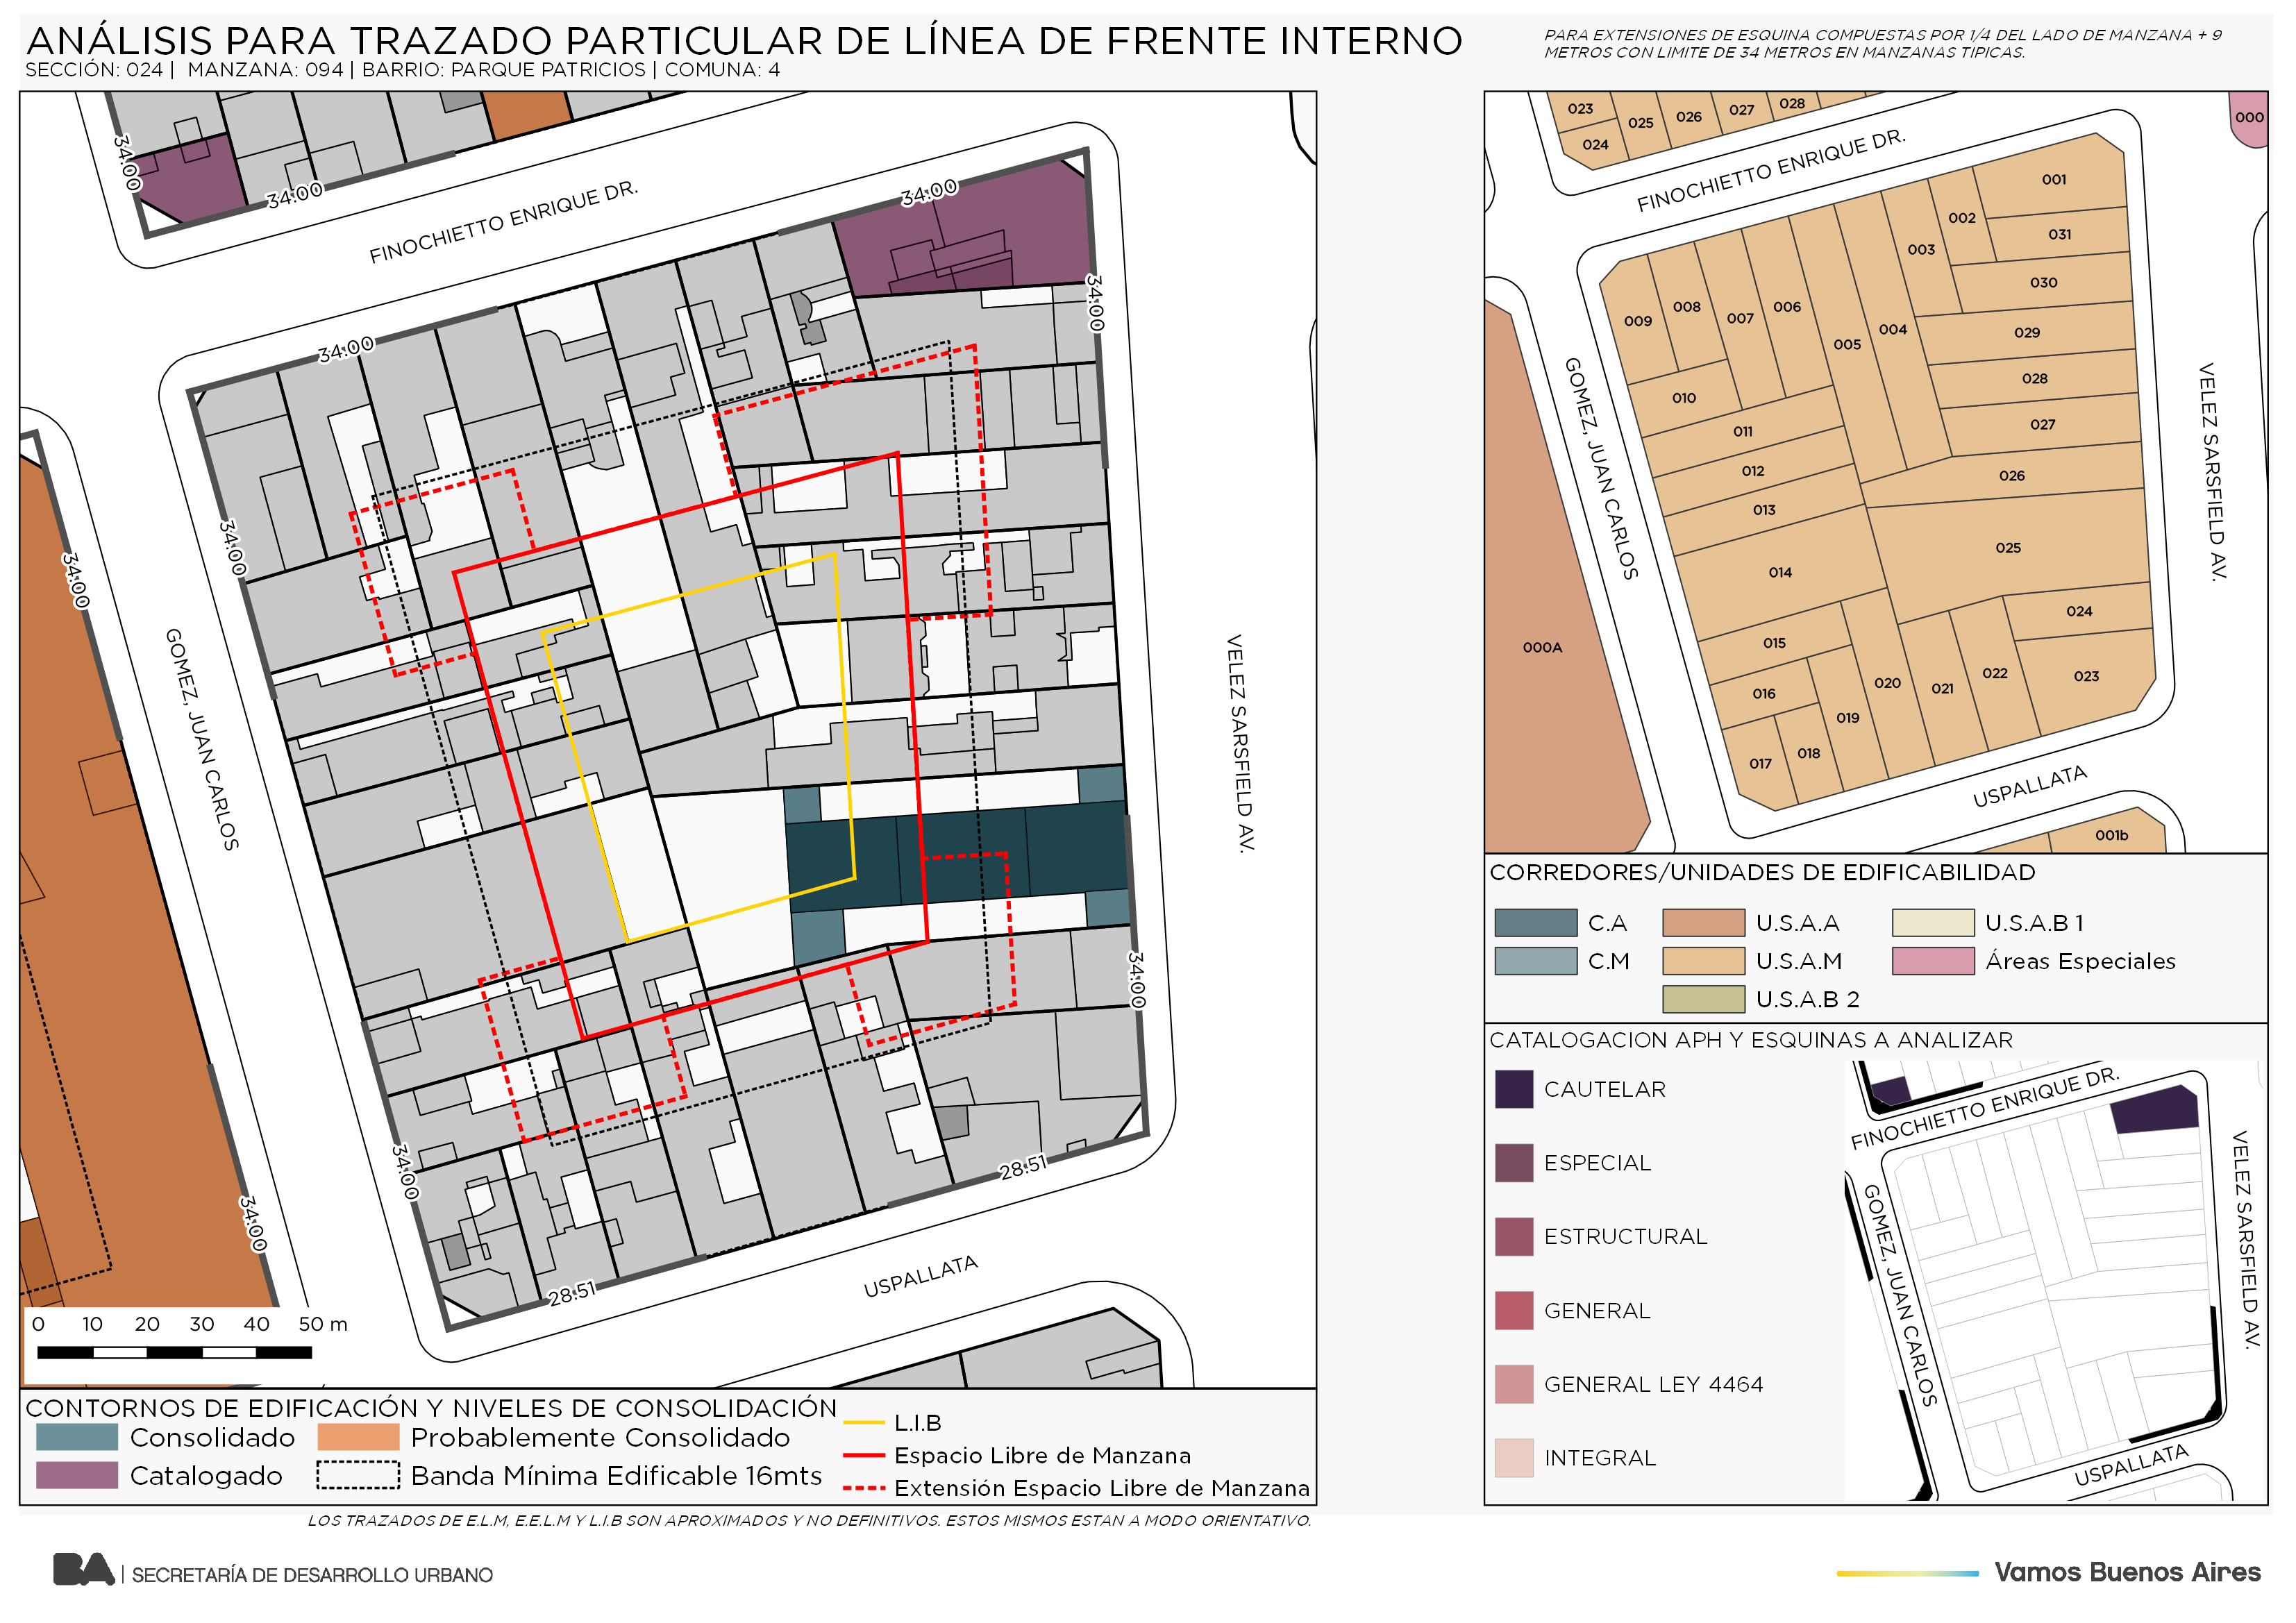 ANÁLISIS PARA TRAZADO PARTICULAR DE LÍNEA DE FRENTE INTERNO
SECCIÓN: 024 | MANZANA: 094 | BARRIO: PARQUE PATRICIOS | COMUNA: 4
PARA EXTENSIONES DE ESQUINA COMPUESTAS POR 1/4 DEL LADO DE MANZANA + 9
METROS CON LIMITE DE 34 METROS EN MANZANAS TIPICAS.
34:00
34:00
34:00
FINOCHIETTO ENRIQUE DR.
34:00
34:00
34:00
34:00
GOMEZ, JUAN CARLOS
VELEZ SARSFIELD AV.
34:00
34:00
34:00
28:51
28:51
USPALLATA
0 10 20 30 40 50 m
CONTORNOS DE EDIFICACIÓN Y NIVELES DE CONSOLIDACIÓN
Consolidado
Probablemente Consolidado
Catalogado
Banda Mínima Edificable 16mts
L.I.B
Espacio Libre de Manzana
Extensión Espacio Libre de Manzana
LOS TRAZADOS DE E.L.M, E.E.L.M Y L.I.B SON APROXIMADOS Y NO DEFINITIVOS. ESTOS MISMOS ESTAN A MODO ORIENTATIVO.
023
024
025
026
027
028
000
FINOCHIETTO ENRIQUE DR.
001
002
031
003
030
009
008
007
006
005
004
029
028
010
027
011
012
026
013
025
014
015
024
016
020
021
022
023
019
017
018
000A
GOMEZ, JUAN CARLOS
VELEZ SARSFIELD AV.
USPALLATA
001b
CORREDORES/UNIDADES DE EDIFICABILIDAD
C.A
U.S.A.A
U.S.A.B 1
C.M
U.S.A.M
Áreas Especiales
U.S.A.B 2
CATALOGACION APH Y ESQUINAS A ANALIZAR
CAUTELAR
ESPECIAL
ESTRUCTURAL
GENERAL
GENERAL LEY 4464
INTEGRAL
FINOCHIETTO ENRIQUE DR.
GOMEZ, JUAN CARLOS
VELEZ SARSFIELD AV.
USPALLATA
BA | SECRETARÍA DE DESARROLLO URBANO
Vamos Buenos Aires